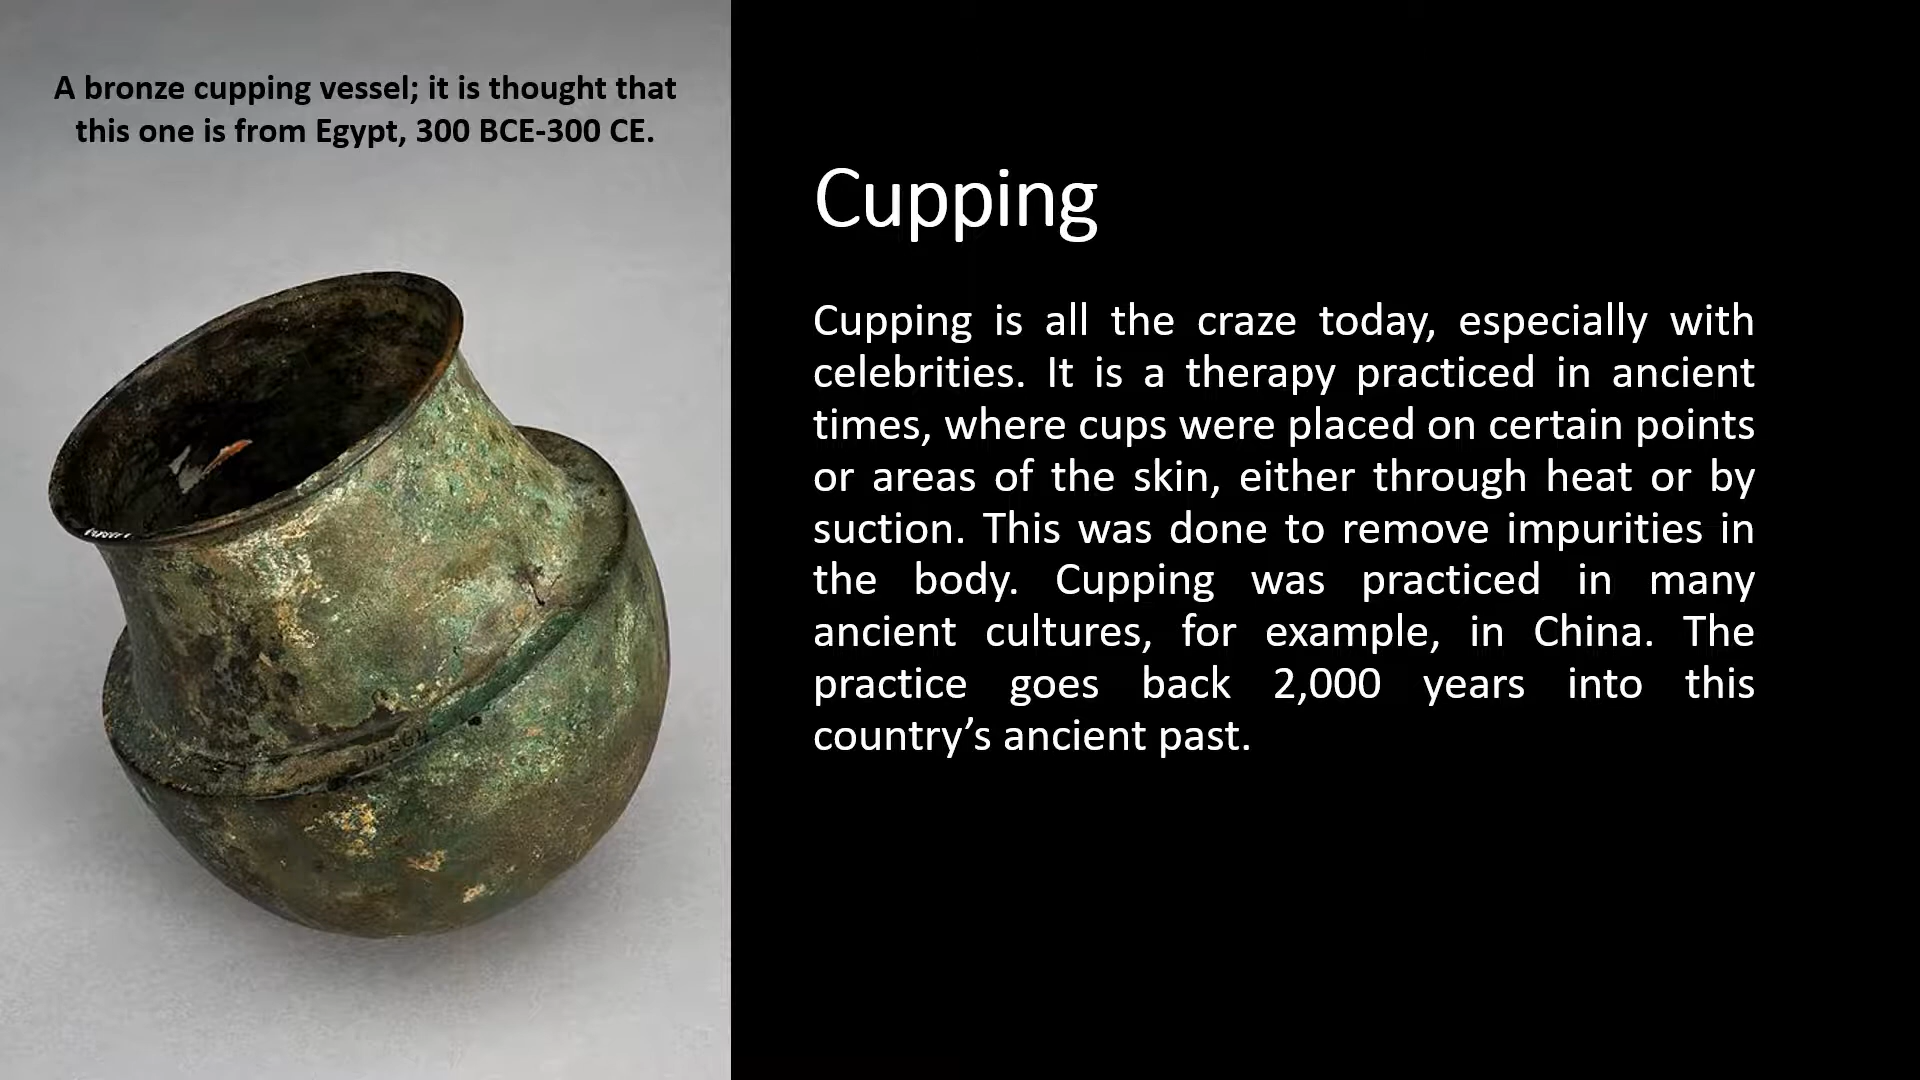 A bronze cupping vessel; it is thought that
this one is from Egypt, 300 BCE-300 CE.
Cupping
Cupping is all the craze today, especially with
celebrities. It is a therapy practiced in ancient
times, where cups were placed on certain points
or areas of the skin, either through heat or by
suction. This was done to remove impurities in
the body. Cupping was practiced in many
ancient cultures, for example, in China. The
practice goes back 2,000 years into this
country’s ancient past.